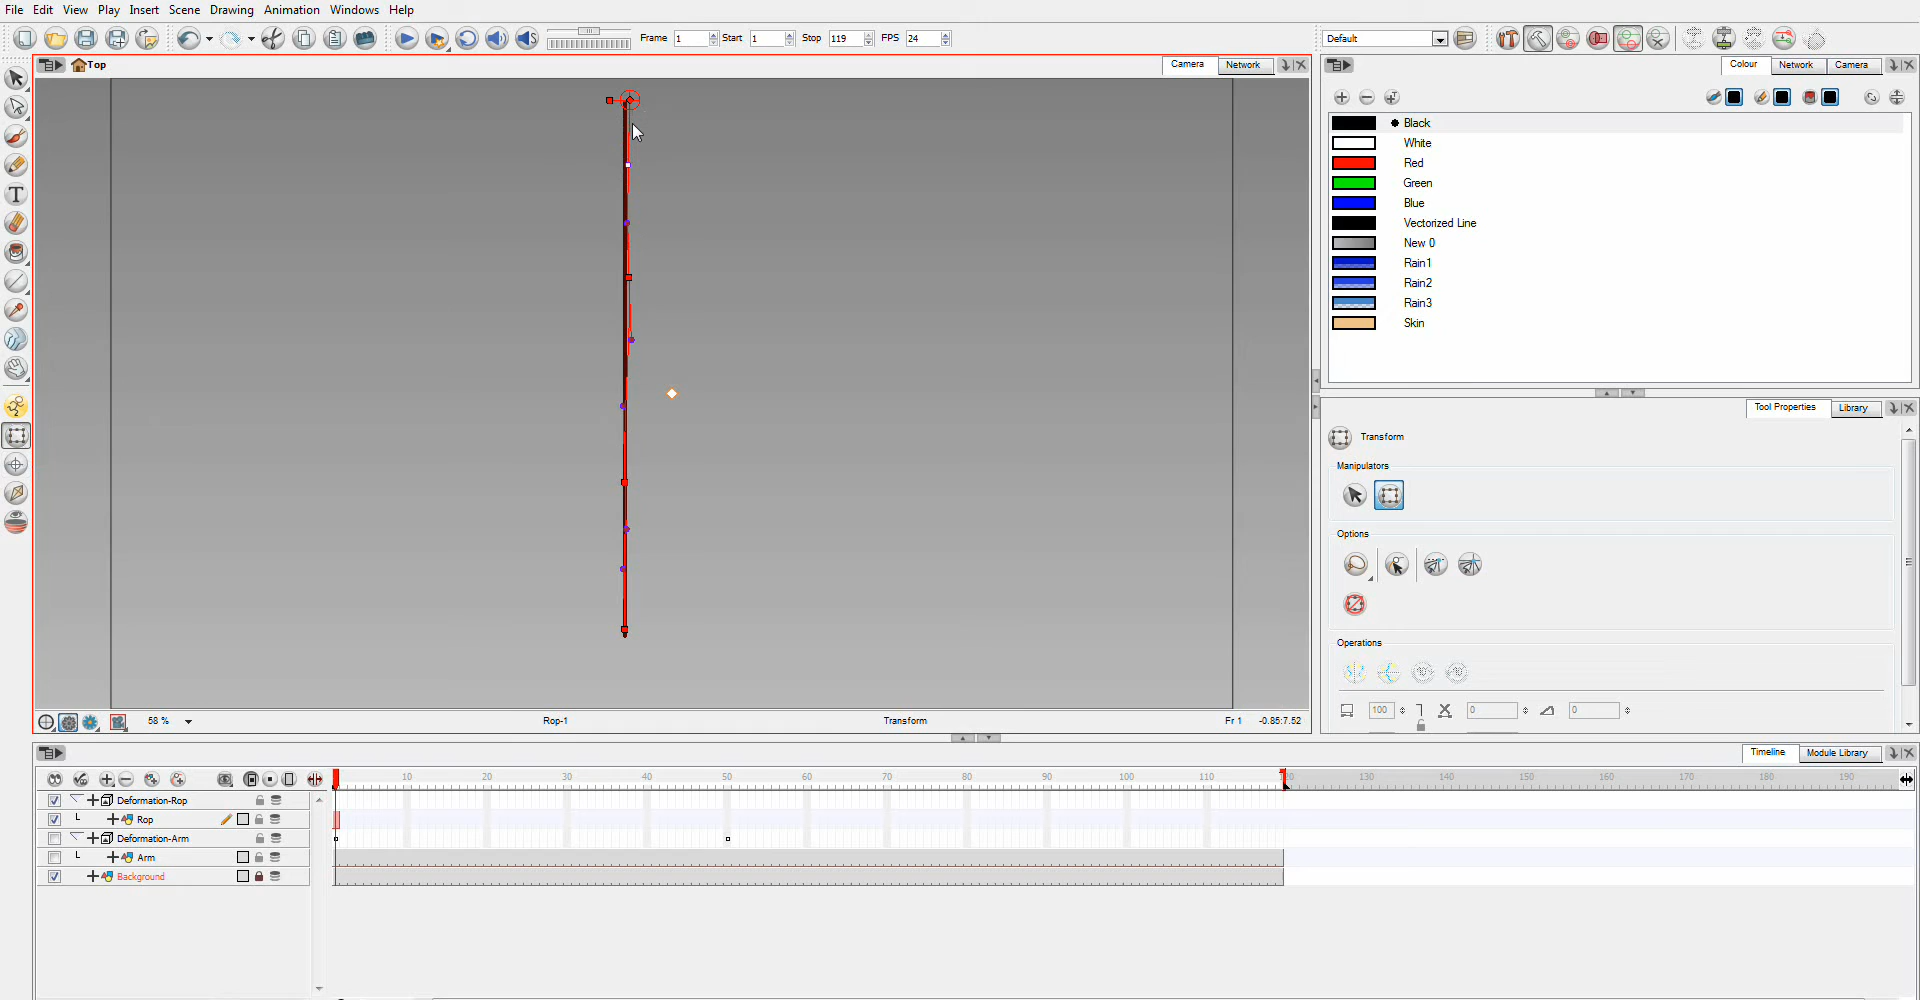 File Edit View Play Insert Scene Drawing Animation Windows Help
Frame 1 Start 1 Stop 119 FPS 24 Default
Top Camera Network Colour Network Camera
Black
White
Red
Green
Blue
Vectorized Line
New 0
Rain1
Rain2
Rain3
Skin
Tool Properties Library
Transform
Manipulators
Options
Operations
100 0 0
58 % Rop-1 Transform Fr 1 -0.85:7.52
Timeline Module Library
10 20 30 40 50 60 70 80 90 100 110 20 130 140 150 160 170 180 190
Deformation-Rop
Rop
Deformation-Arm
Arm
Background